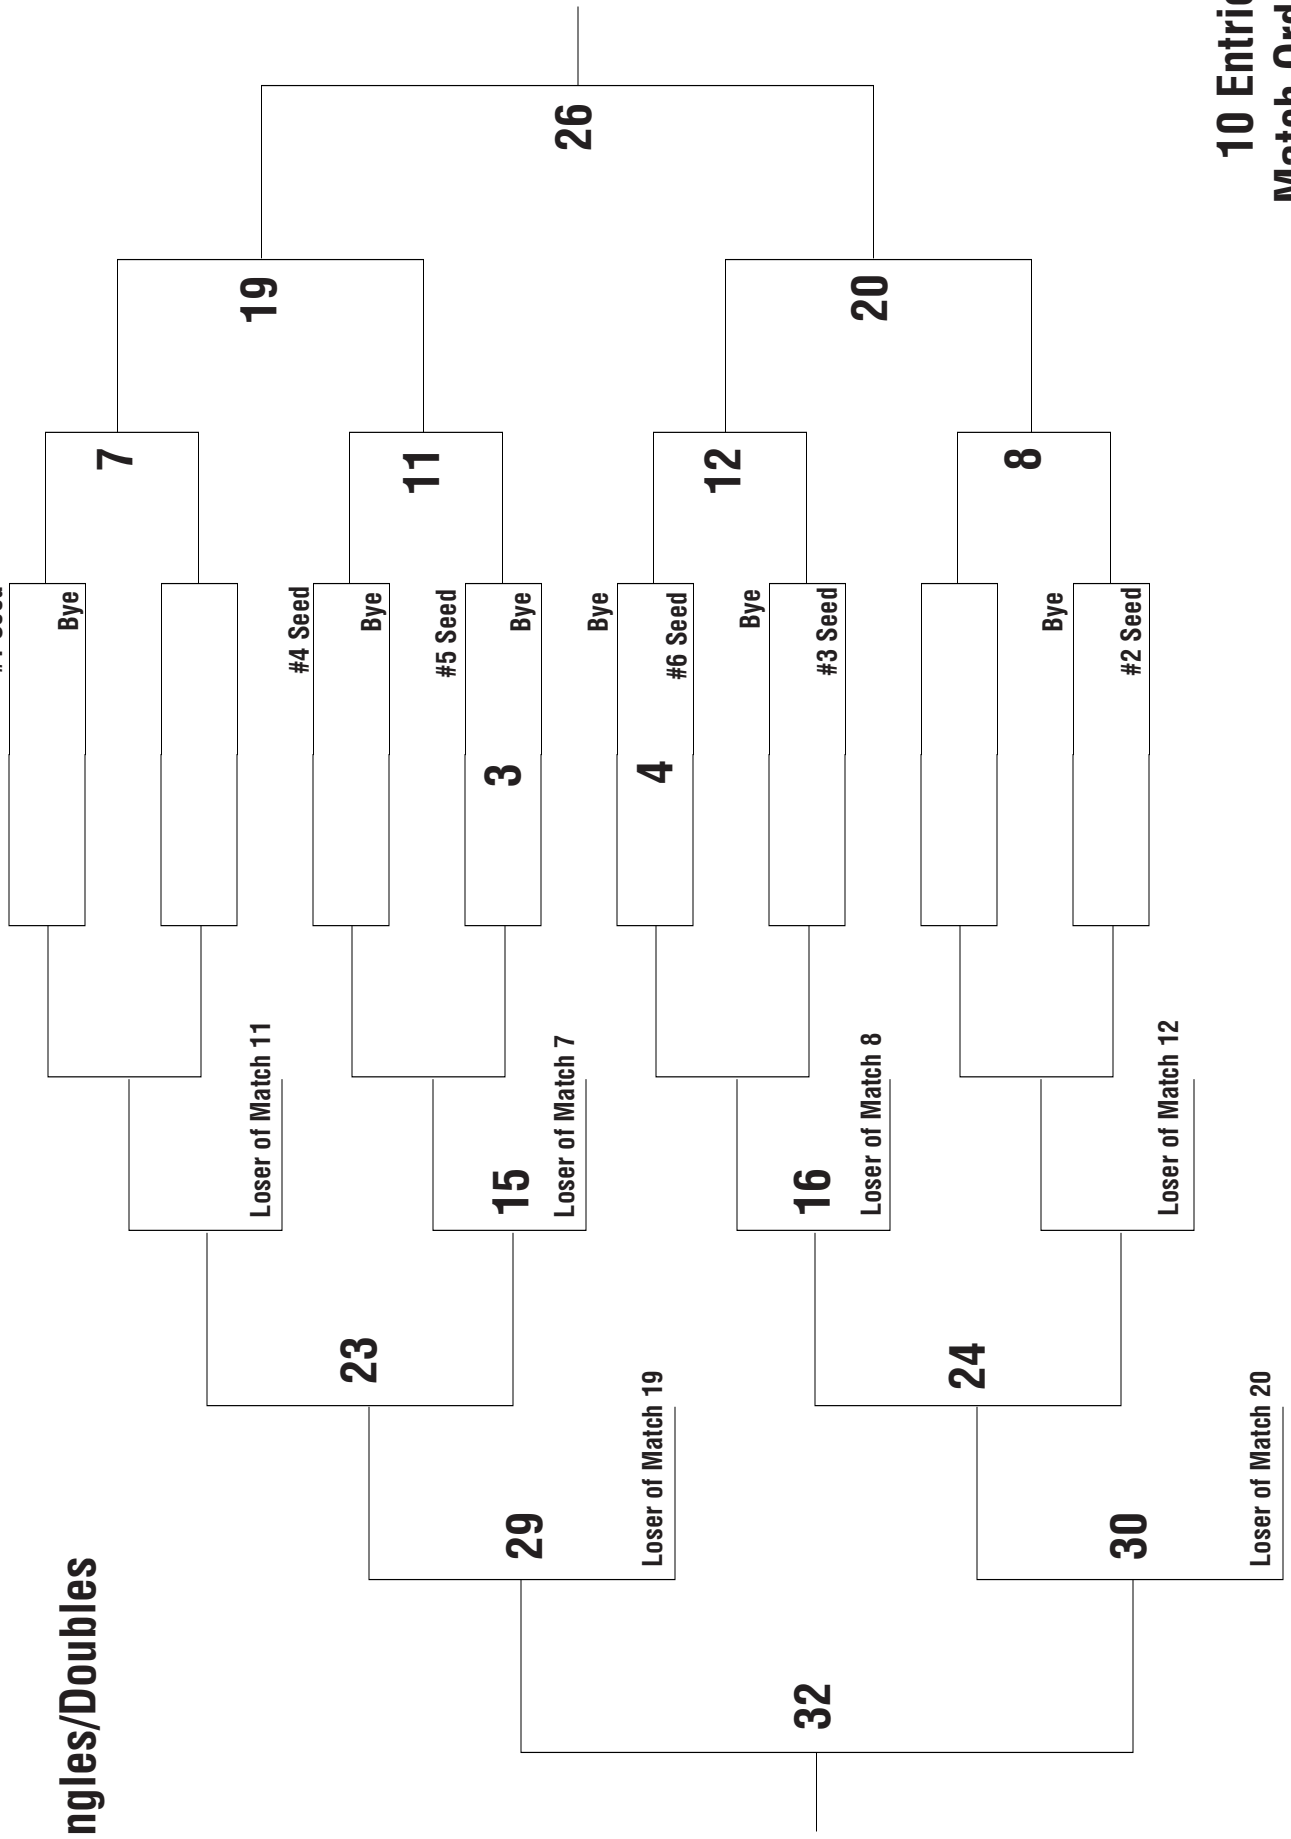 Bye
ngles/Doubles
7
Loser of Match 11
19
#4 Seed
23
Bye
11
#5 Seed
15
3
Bye
29
Loser of Match 7
26
Bye
Loser of Match 19
4
#6 Seed
12
Bye
32
16
#3 Seed
Loser of Match 8
20
24
8
Bye
30
#2 Seed
Loser of Match 12
10 Entrie
Loser of Match 20
Match Ord